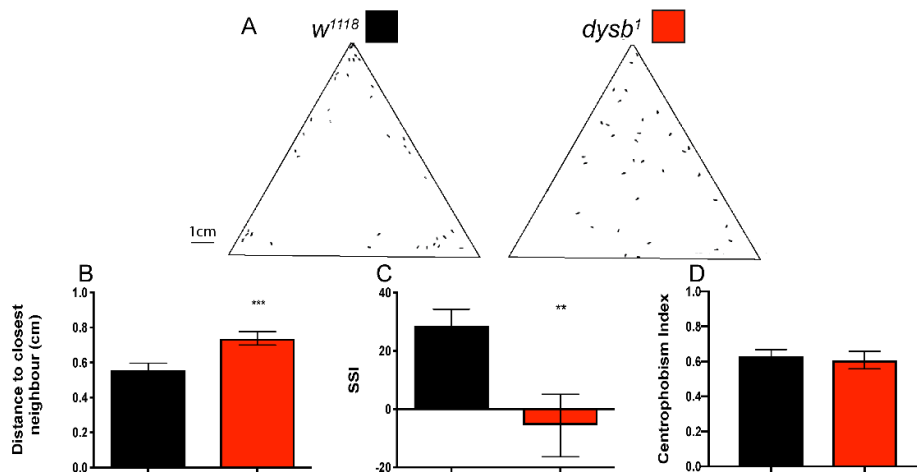 A
w1118
dysb1
1cm
B
Distance to closest
neighbour (cm)
1.0
0.8
0.6
0.4
0.2
0.0
***
C
SSI
40
20
0
-20
**
D
Centrophobism Index
1.0
0.8
0.6
0.4
0.2
0.0